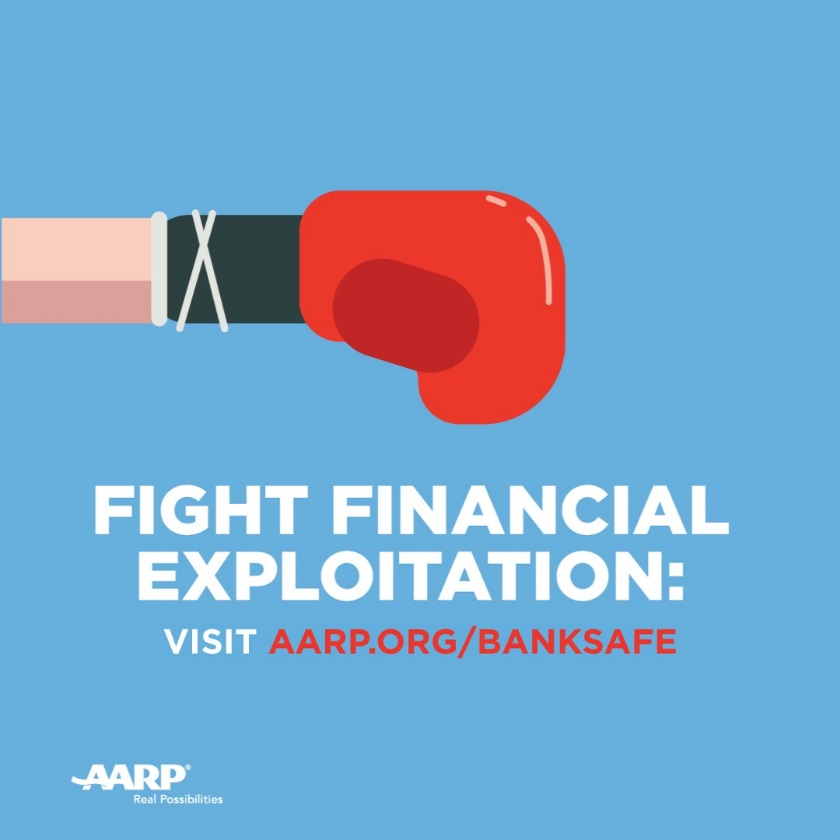 FIGHT FINANCIAL
EXPLOITATION:
VISIT AARP.ORG/BANKSAFE
AARP®
Real Possibilities